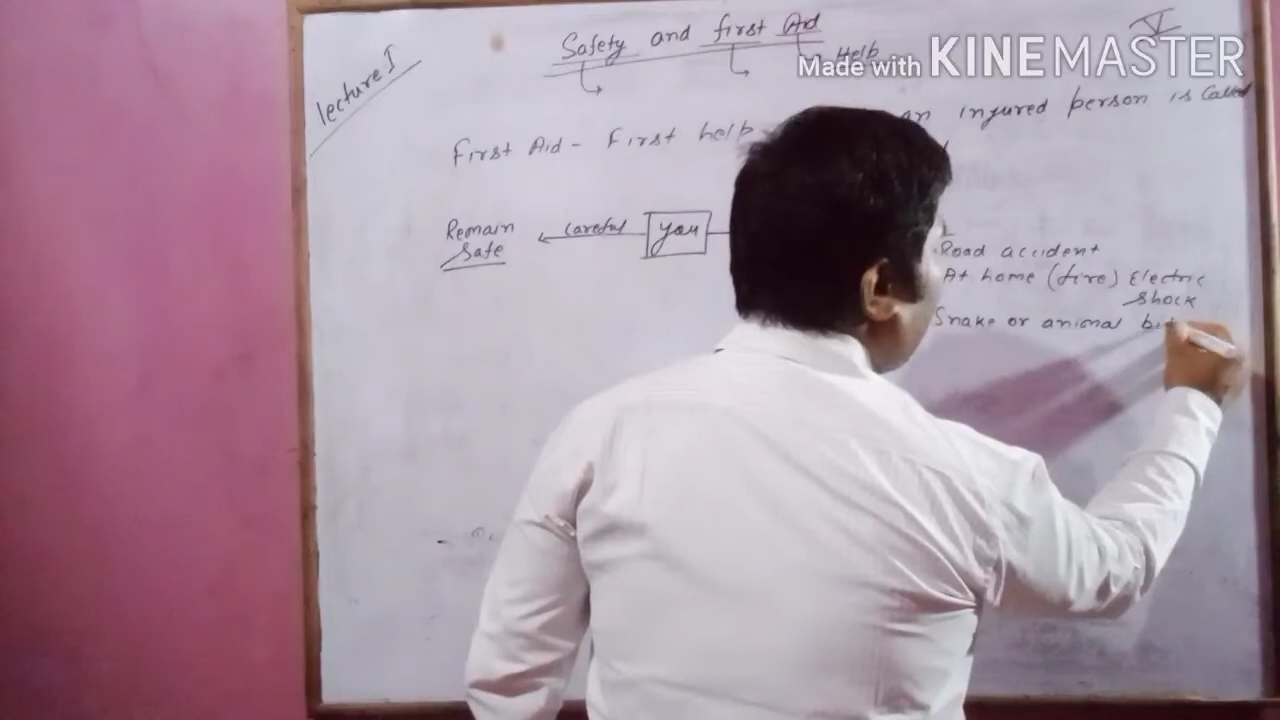 Lecture I
Safety and first Aid
Help
V
Made with KINEMASTER
First Aid - First help an injured person is Called
Remain Safe
Careful
you
Road accident
At home (fire) Electric
Shock
Snake or animal